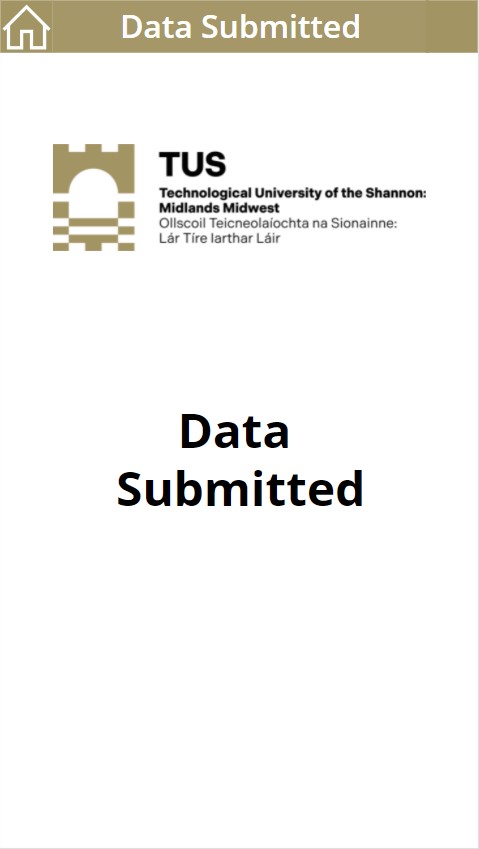 Data Submitted
TUS
Technological University of the Shannon:
Midlands Midwest
Ollscoil Teicneolaíochta na Sionainne:
Lár Tíre Iarthar Láir
Data
Submitted